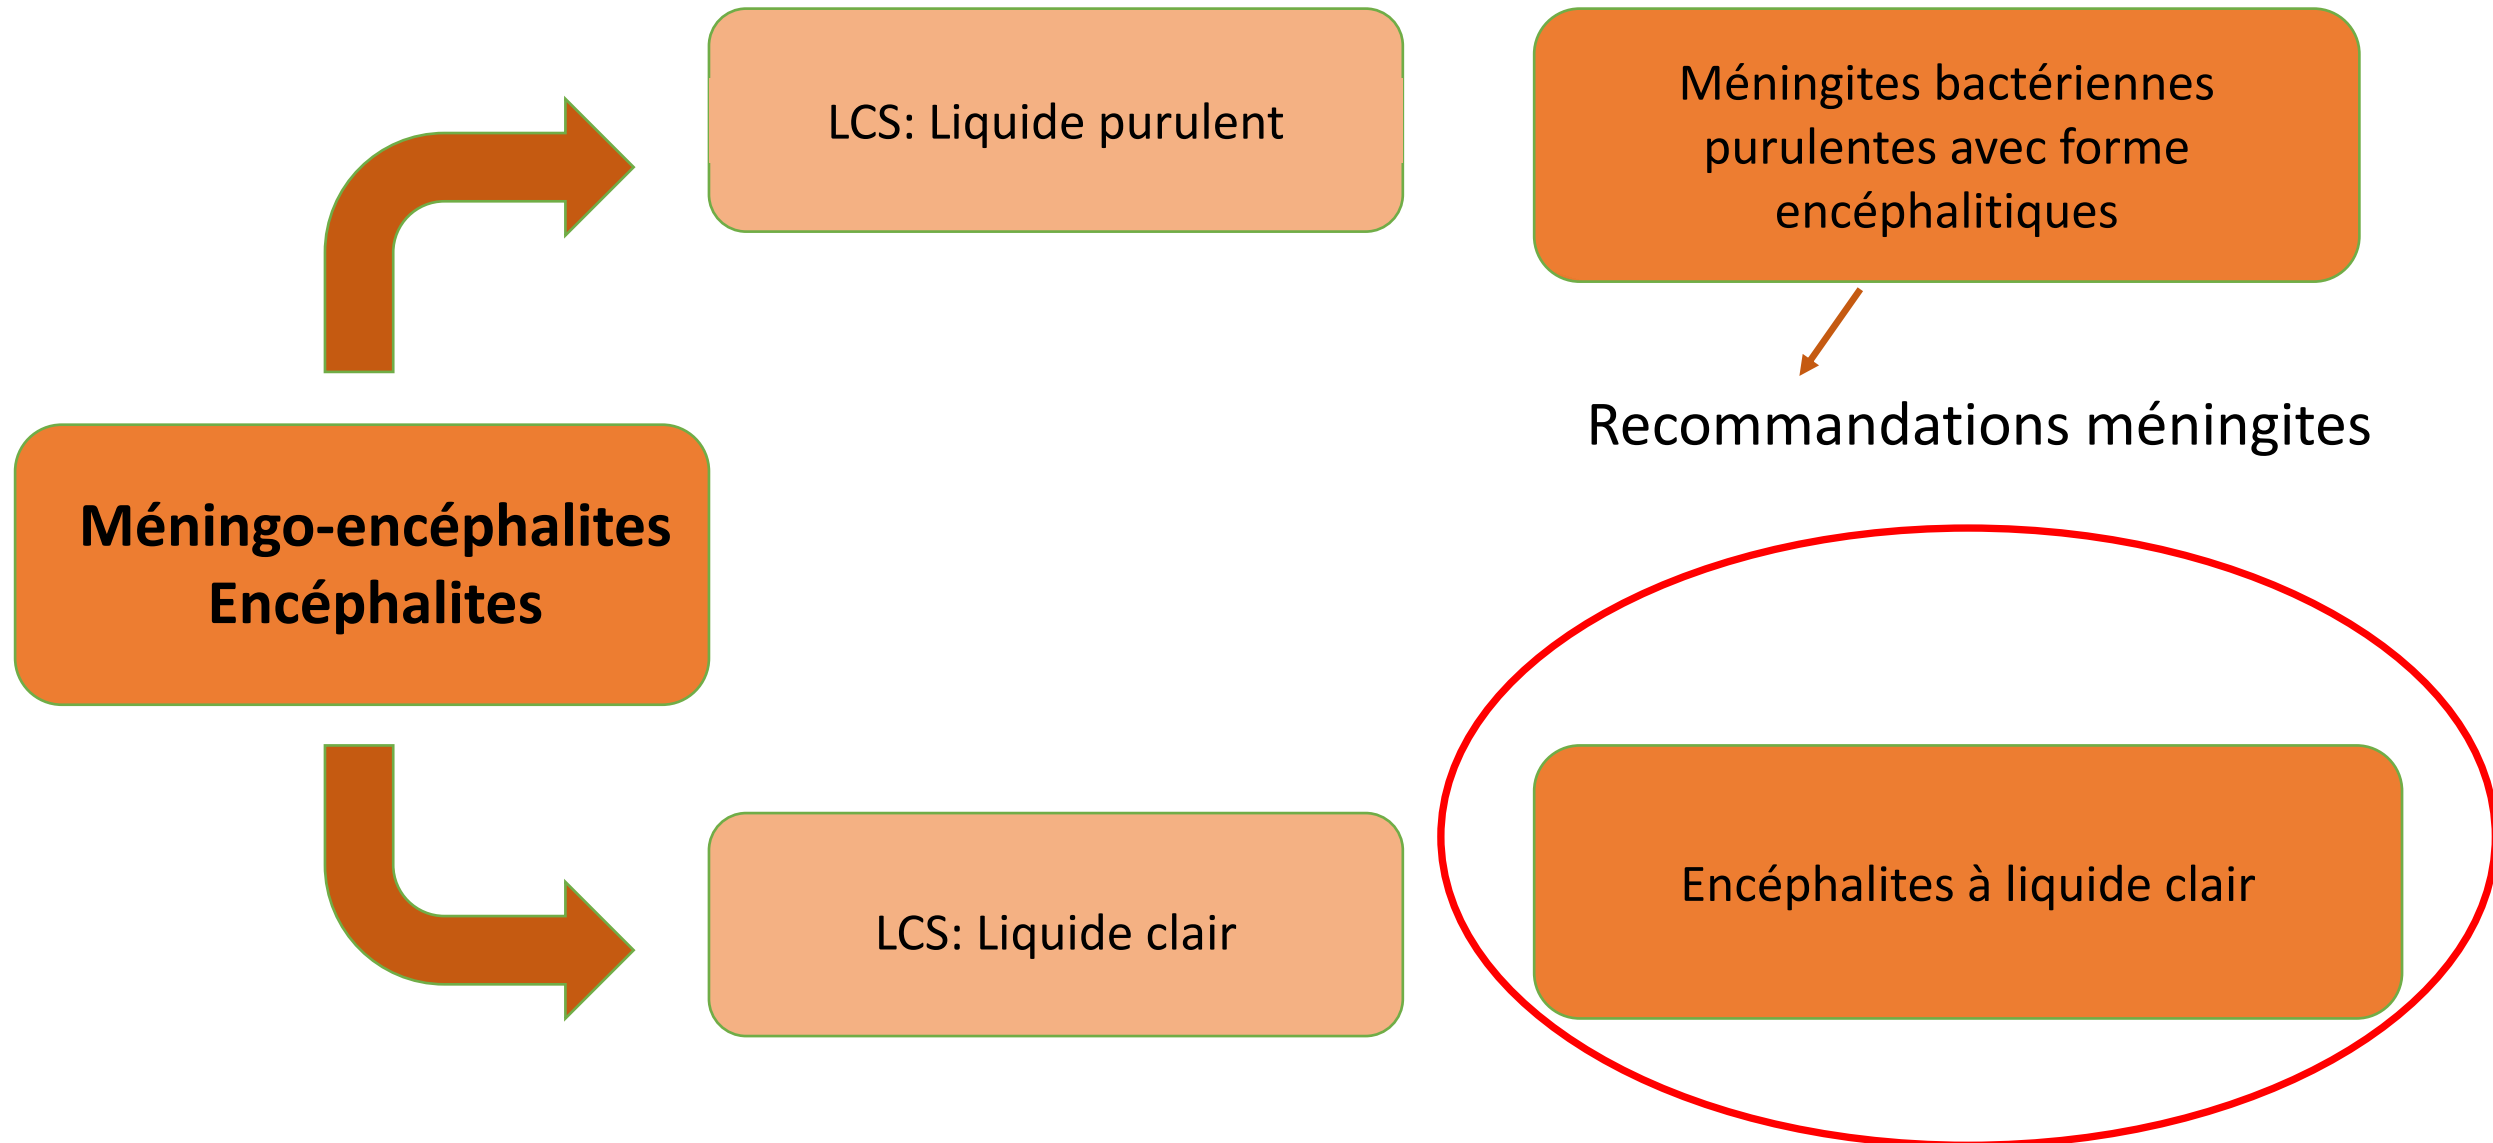 LCS: Liquide purulent
Méningites bactériennes
purulentes avec forme
encéphalitiques
Recommandations méningites
Méningo-encéphalites
Encéphalites
LCS: Liquide clair
Encéphalites à liquide clair